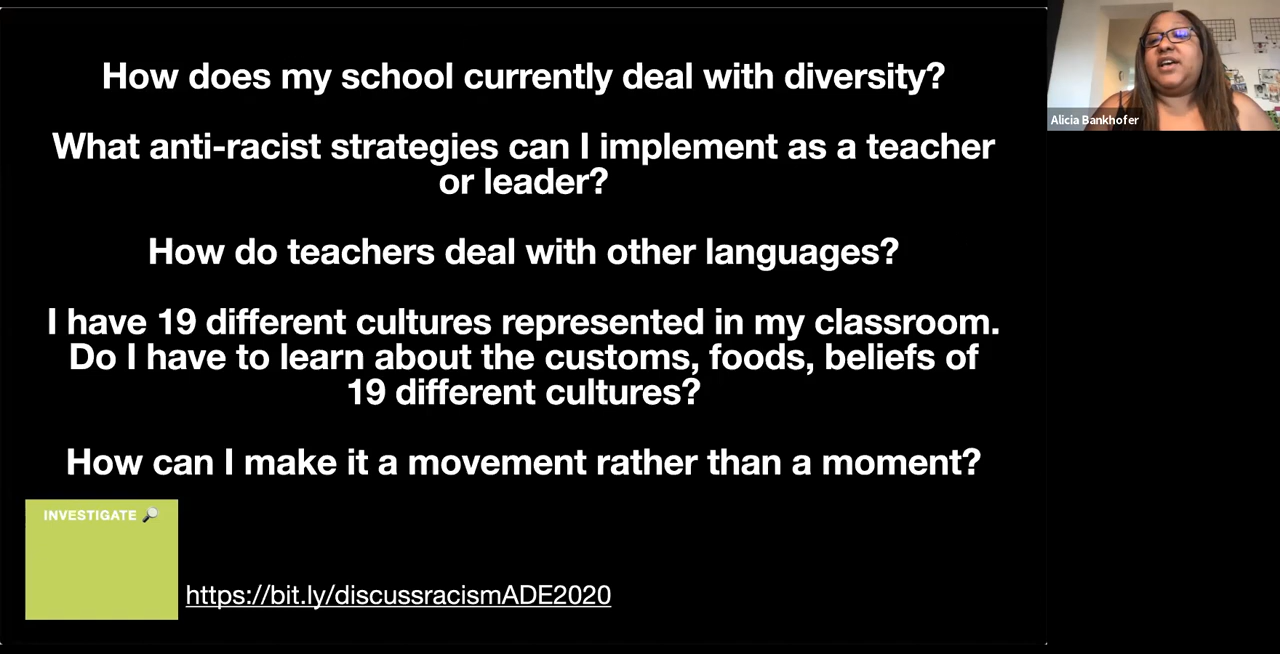 How does my school currently deal with diversity?
What anti-racist strategies can I implement as a teacher
or leader?
How do teachers deal with other languages?
I have 19 different cultures represented in my classroom.
Do I have to learn about the customs, foods, beliefs of
19 different cultures?
How can I make it a movement rather than a moment?
INVESTIGATE
https://bit.ly/discussracismADE2020
Alicia Bankhofer